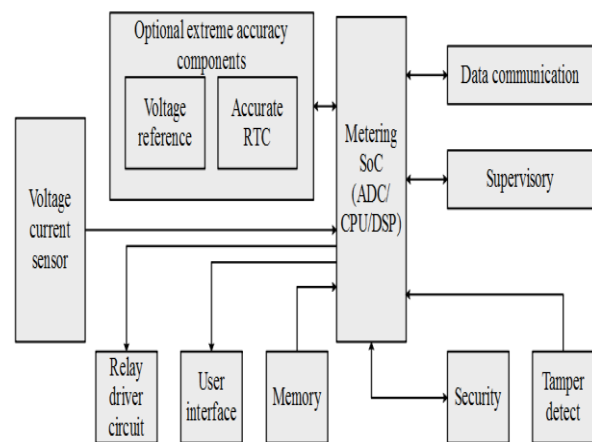 Optional extreme accuracy
components
Voltage
reference
Accurate
RTC
Voltage
current
sensor
Metering
SoC
(ADC/
CPU/DSP)
Data communication
Supervisory
Relay
driver
circuit
User
interface
Memory
Security
Tamper
detect